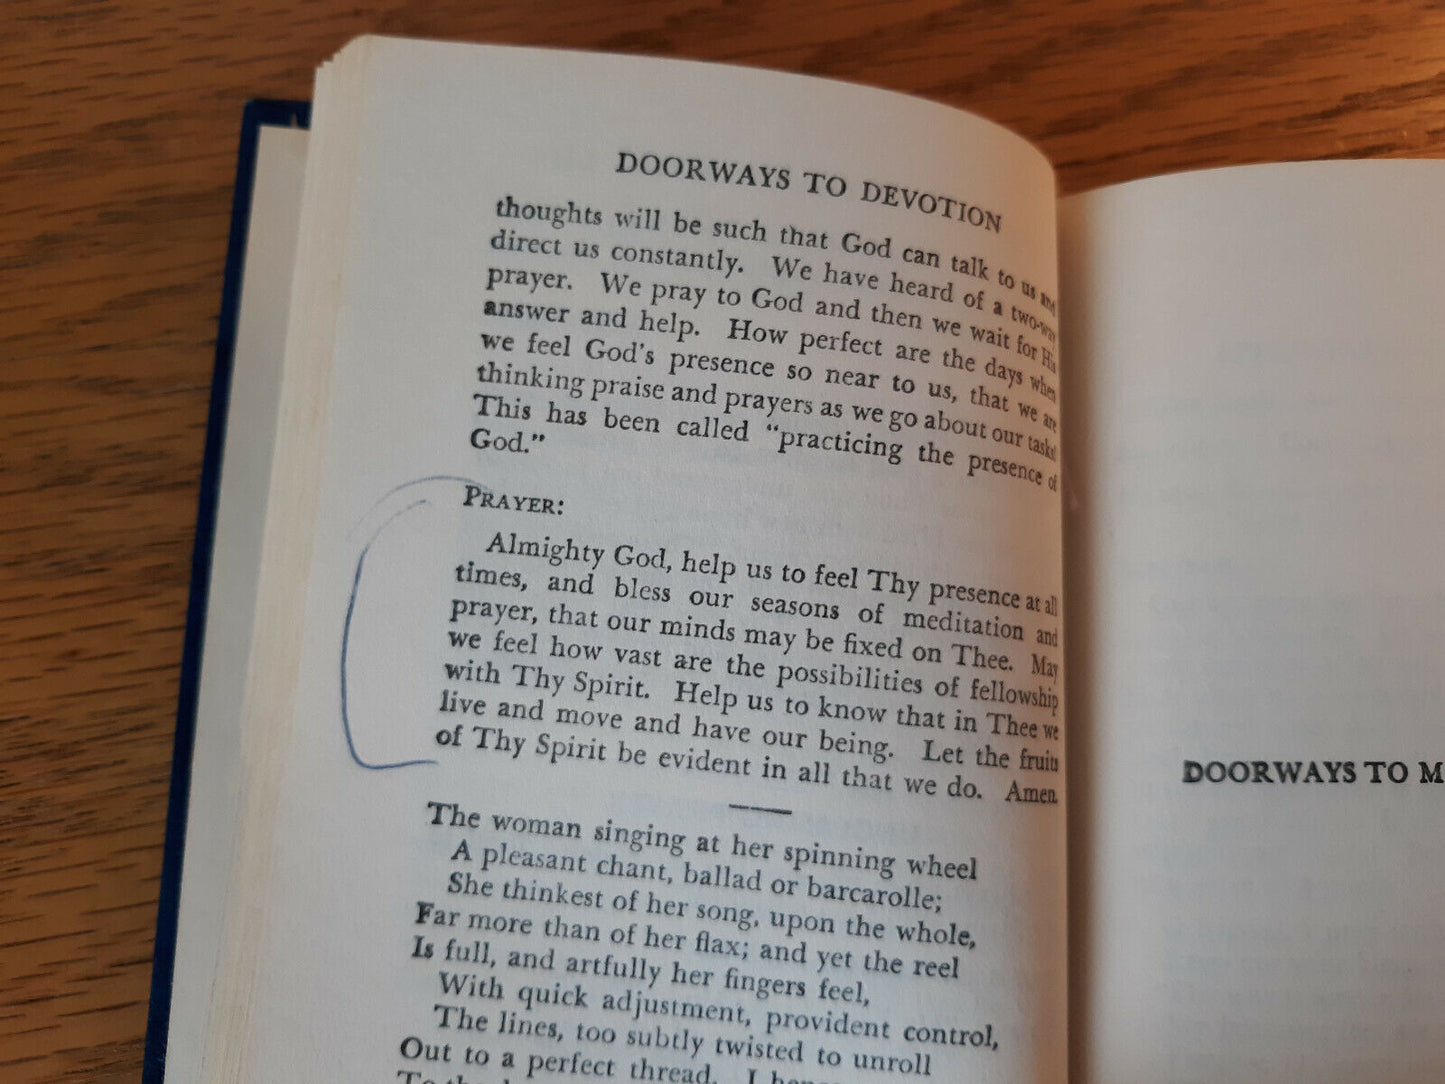 DOORWAYS TO DEVOTION
thoughts will be such that God can talk to us and
direct us constantly. We have heard of a two-way
prayer. We pray to God and then we wait for His
answer and help. How perfect are the days when
we feel God's presence so near to us, that we are
thinking praise and prayers as we go about our tasks!
This has been called "practicing the presence of
God."
PRAYER:
Almighty God, help us to feel Thy presence at all
times, and bless our seasons of meditation and
prayer, that our minds may be fixed on Thee. May
we feel how vast are the possibilities of fellowship
with Thy Spirit. Help us to know that in Thee we
live and move and have our being. Let the fruits
of Thy Spirit be evident in all that we do. Amen.
The woman singing at her spinning wheel
A pleasant chant, ballad or barcarolle;
She thinkest of her song, upon the whole,
Far more than of her flax; and yet the reel
Is full, and artfully her fingers feel,
With quick adjustment, provident control,
The lines, too subtly twisted to unroll
Out to a perfect thread. I
To the
DOORWAYS TO M